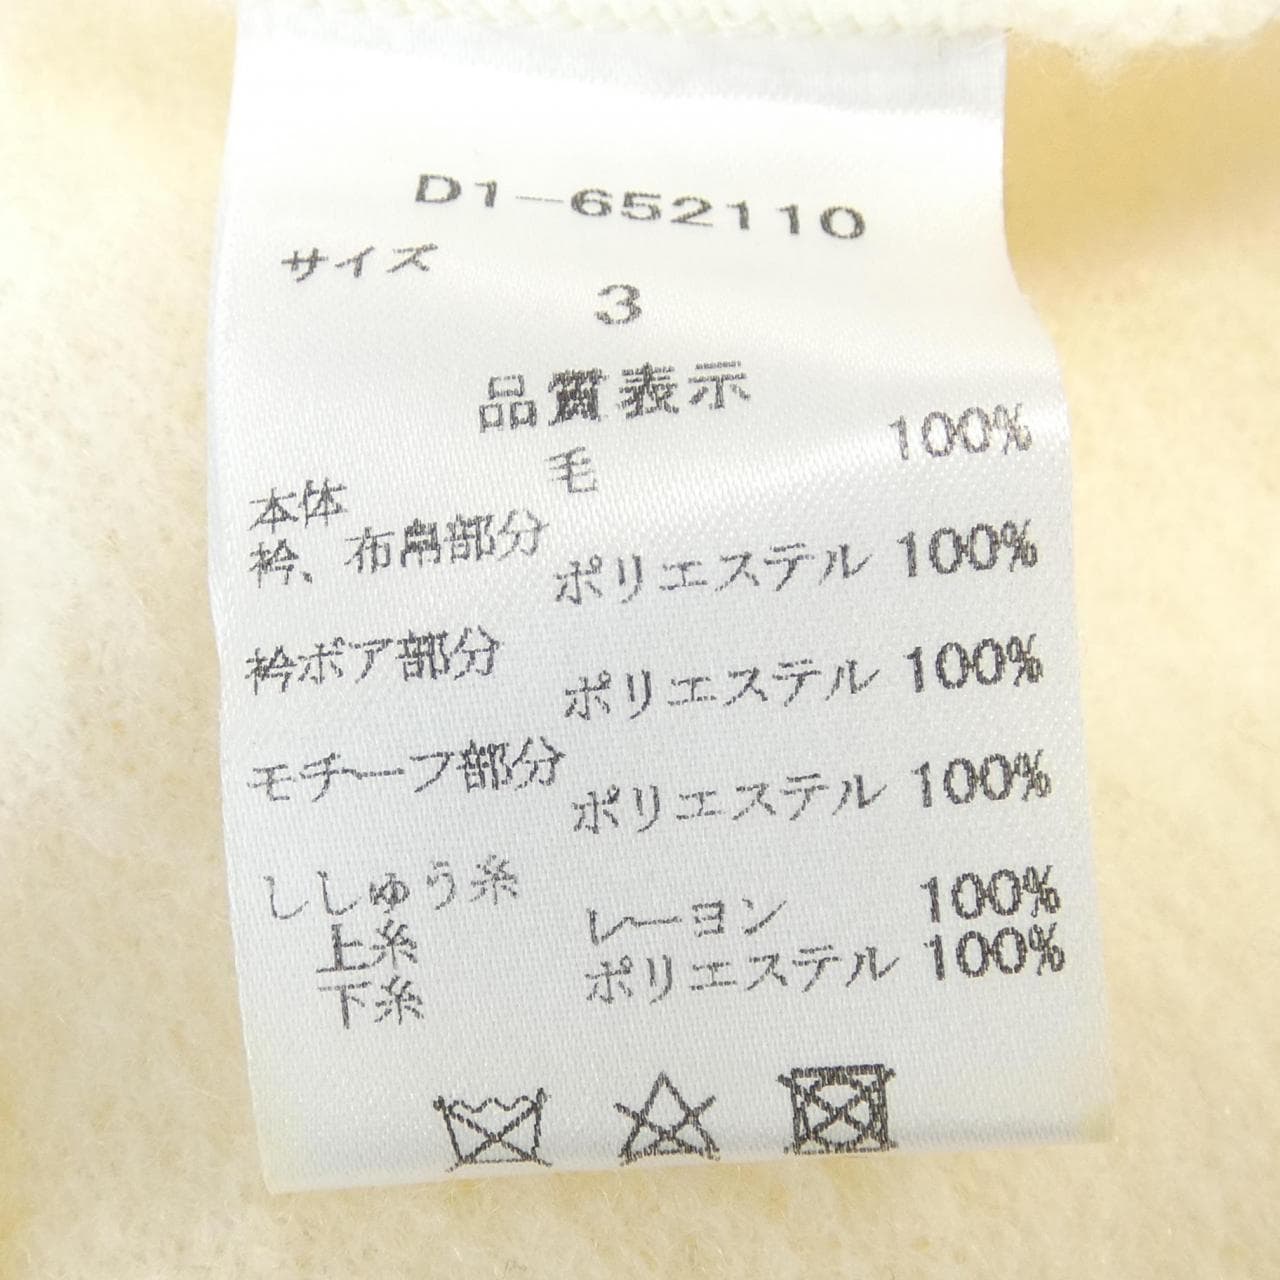 D1-652110
サイズ
3
品質表示
本体 毛 100%
衿、布帛部分
ポリエステル 100%
衿ボア部分
ポリエステル 100%
モチーフ部分
ポリエステル 100%
ししゅう糸
上糸 レーヨン 100%
下糸 ポリエステル 100%